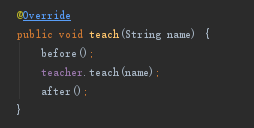 @Override
public void teach(String name) {
before();
teacher.teach(name);
after();
}